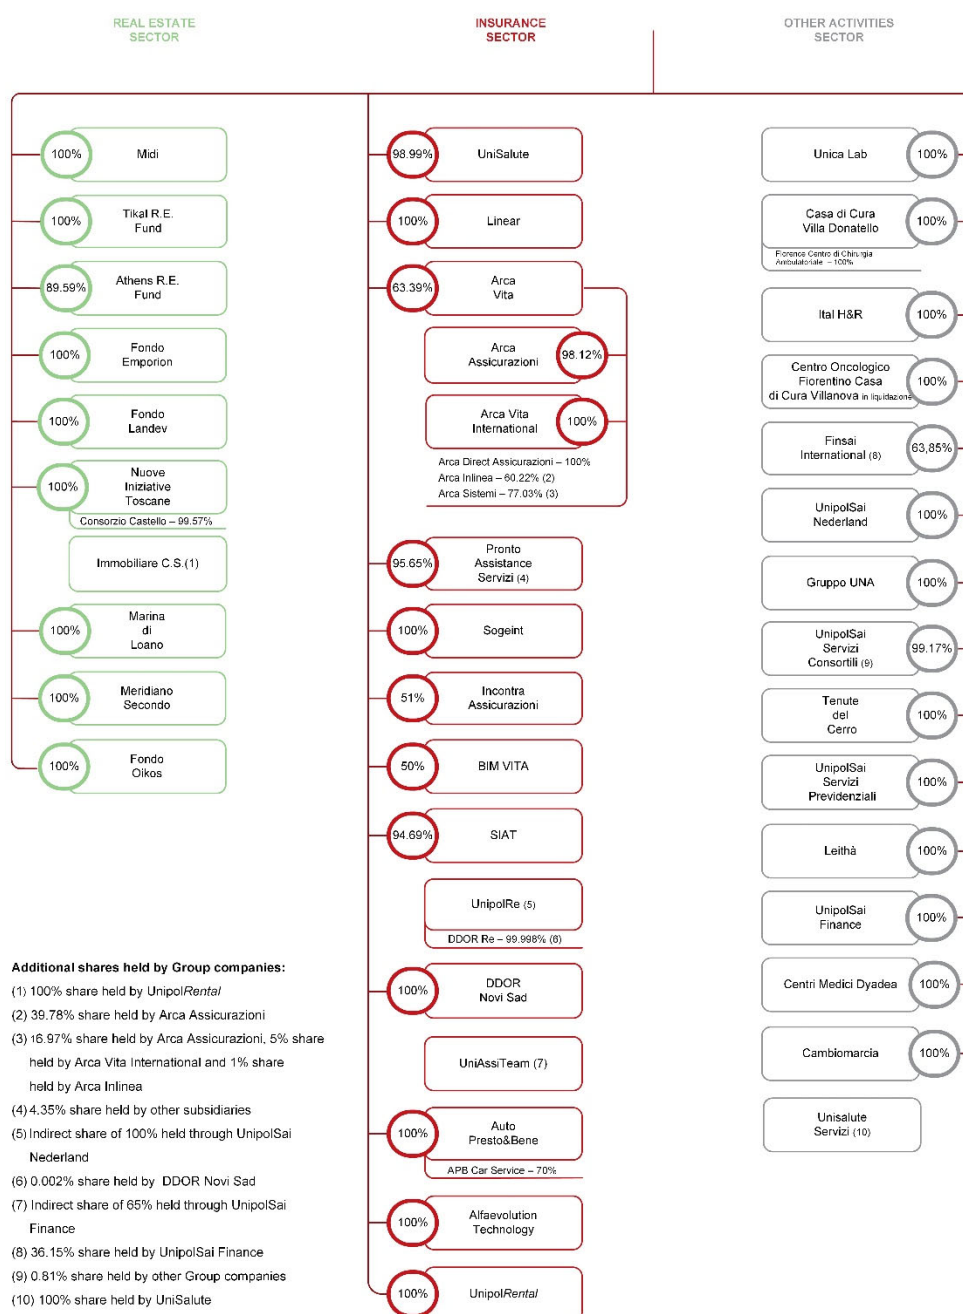 REAL ESTATE
SECTOR
100%
Midi
100%
Tikal R.E.
Fund
89.59%
Athens R.E.
Fund
100%
Fondo
Emporion
100%
Fondo
Landev
100%
Nuove
Iniziative
Toscane
Consorzio Castello – 99.57%
Immobiliare C.S.(1)
100%
Marina
di
Loano
100%
Meridiano
Secondo
100%
Fondo
Oikos
INSURANCE
SECTOR
98.99%
UniSalute
100%
Linear
63.39%
Arca
Vita
Arca
Assicurazioni
98.12%
Arca Vita
International
100%
Arca Direct Assicurazioni – 100%
Arca Inlinea – 60.22% (2)
Arca Sistemi – 77.03% (3)
95.65%
Pronto
Assistance
Servizi (4)
100%
Sogeint
51%
Incontra
Assicurazioni
50%
BIM VITA
94.69%
SIAT
UnipolRe (5)
DDOR Re – 99.998% (6)
100%
DDOR
Novi Sad
UniAssiTeam (7)
100%
Auto
Presto&Bene
APB Car Service – 70%
100%
Alfaevolution
Technology
100%
UnipolRental
OTHER ACTIVITIES
SECTOR
Unica Lab
100%
Casa di Cura
Villa Donatello
100%
Florence Centro di Chirurgia
Ambulatoriale – 100%
Ital H&R
100%
Centro Oncologico
Fiorentino Casa
di Cura Villanova in liquidazione
100%
Finsai
International (8)
63,85%
UnipolSai
Nederland
100%
Gruppo UNA
100%
UnipolSai
Servizi
Consortili (9)
99.17%
Tenute
del
Cerro
100%
UnipolSai
Servizi
Previdenziali
100%
Leithà
100%
UnipolSai
Finance
100%
Centri Medici Dyadea
100%
Cambiomarcia
100%
Unisalute
Servizi (10)
Additional shares held by Group companies:
(1) 100% share held by UnipolRental
(2) 39.78% share held by Arca Assicurazioni
(3) 16.97% share held by Arca Assicurazioni, 5% share
held by Arca Vita International and 1% share
held by Arca Inlinea
(4) 4.35% share held by other subsidiaries
(5) Indirect share of 100% held through UnipolSai
Nederland
(6) 0.002% share held by DDOR Novi Sad
(7) Indirect share of 65% held through UnipolSai
Finance
(8) 36.15% share held by UnipolSai Finance
(9) 0.81% share held by other Group companies
(10) 100% share held by UniSalute